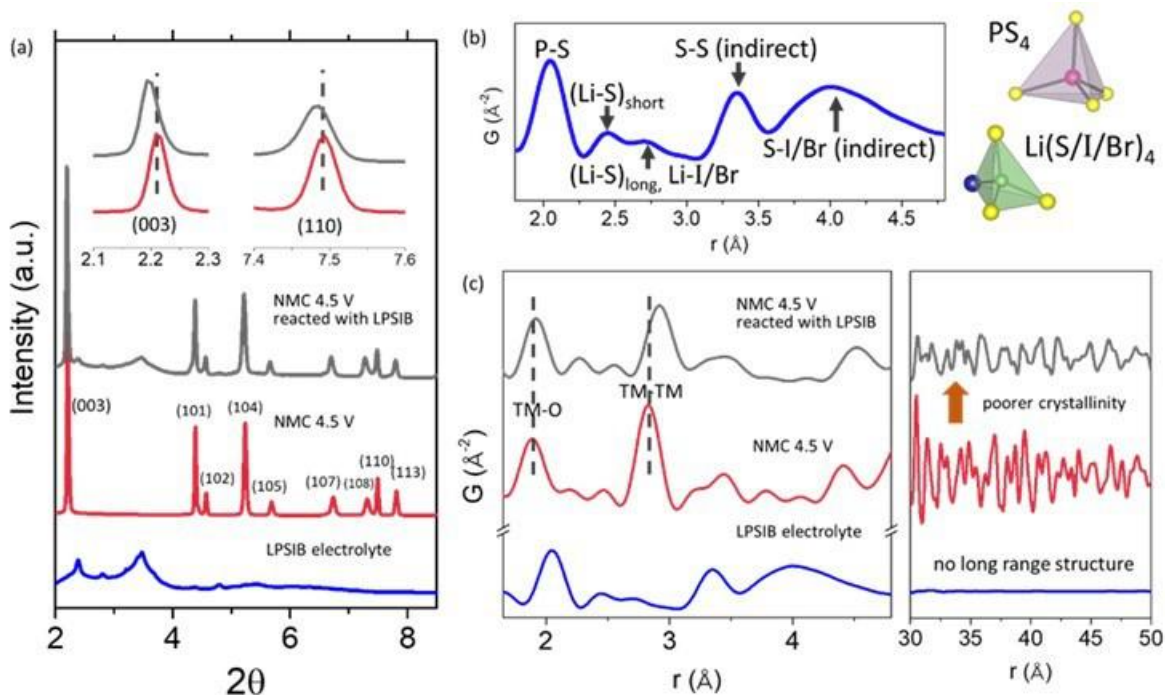 (a)
Intensity (a.u.)
(003)
(110)
2.1 2.2 2.3 7.4 7.5 7.6
NMC 4.5 V
reacted with LPSIB
(003)
(101)
(104)
NMC 4.5 V
(102)
(105)
(107)
(108)
(110)
(113)
LPSIB electrolyte
2 4 6 8
2θ
(b)
G (Å⁻²)
P-S
(Li-S)short
(Li-S)long, Li-I/Br
S-S (indirect)
S-I/Br (indirect)
2.0 2.5 3.0 3.5 4.0 4.5
r (Å)
PS₄
Li(S/I/Br)₄
(c)
G (Å⁻²)
NMC 4.5 V
reacted with LPSIB
TM-O
TM-TM
NMC 4.5 V
LPSIB electrolyte
2 3 4
r (Å)
poorer crystallinity
no long range structure
30 35 40 45 50
r (Å)